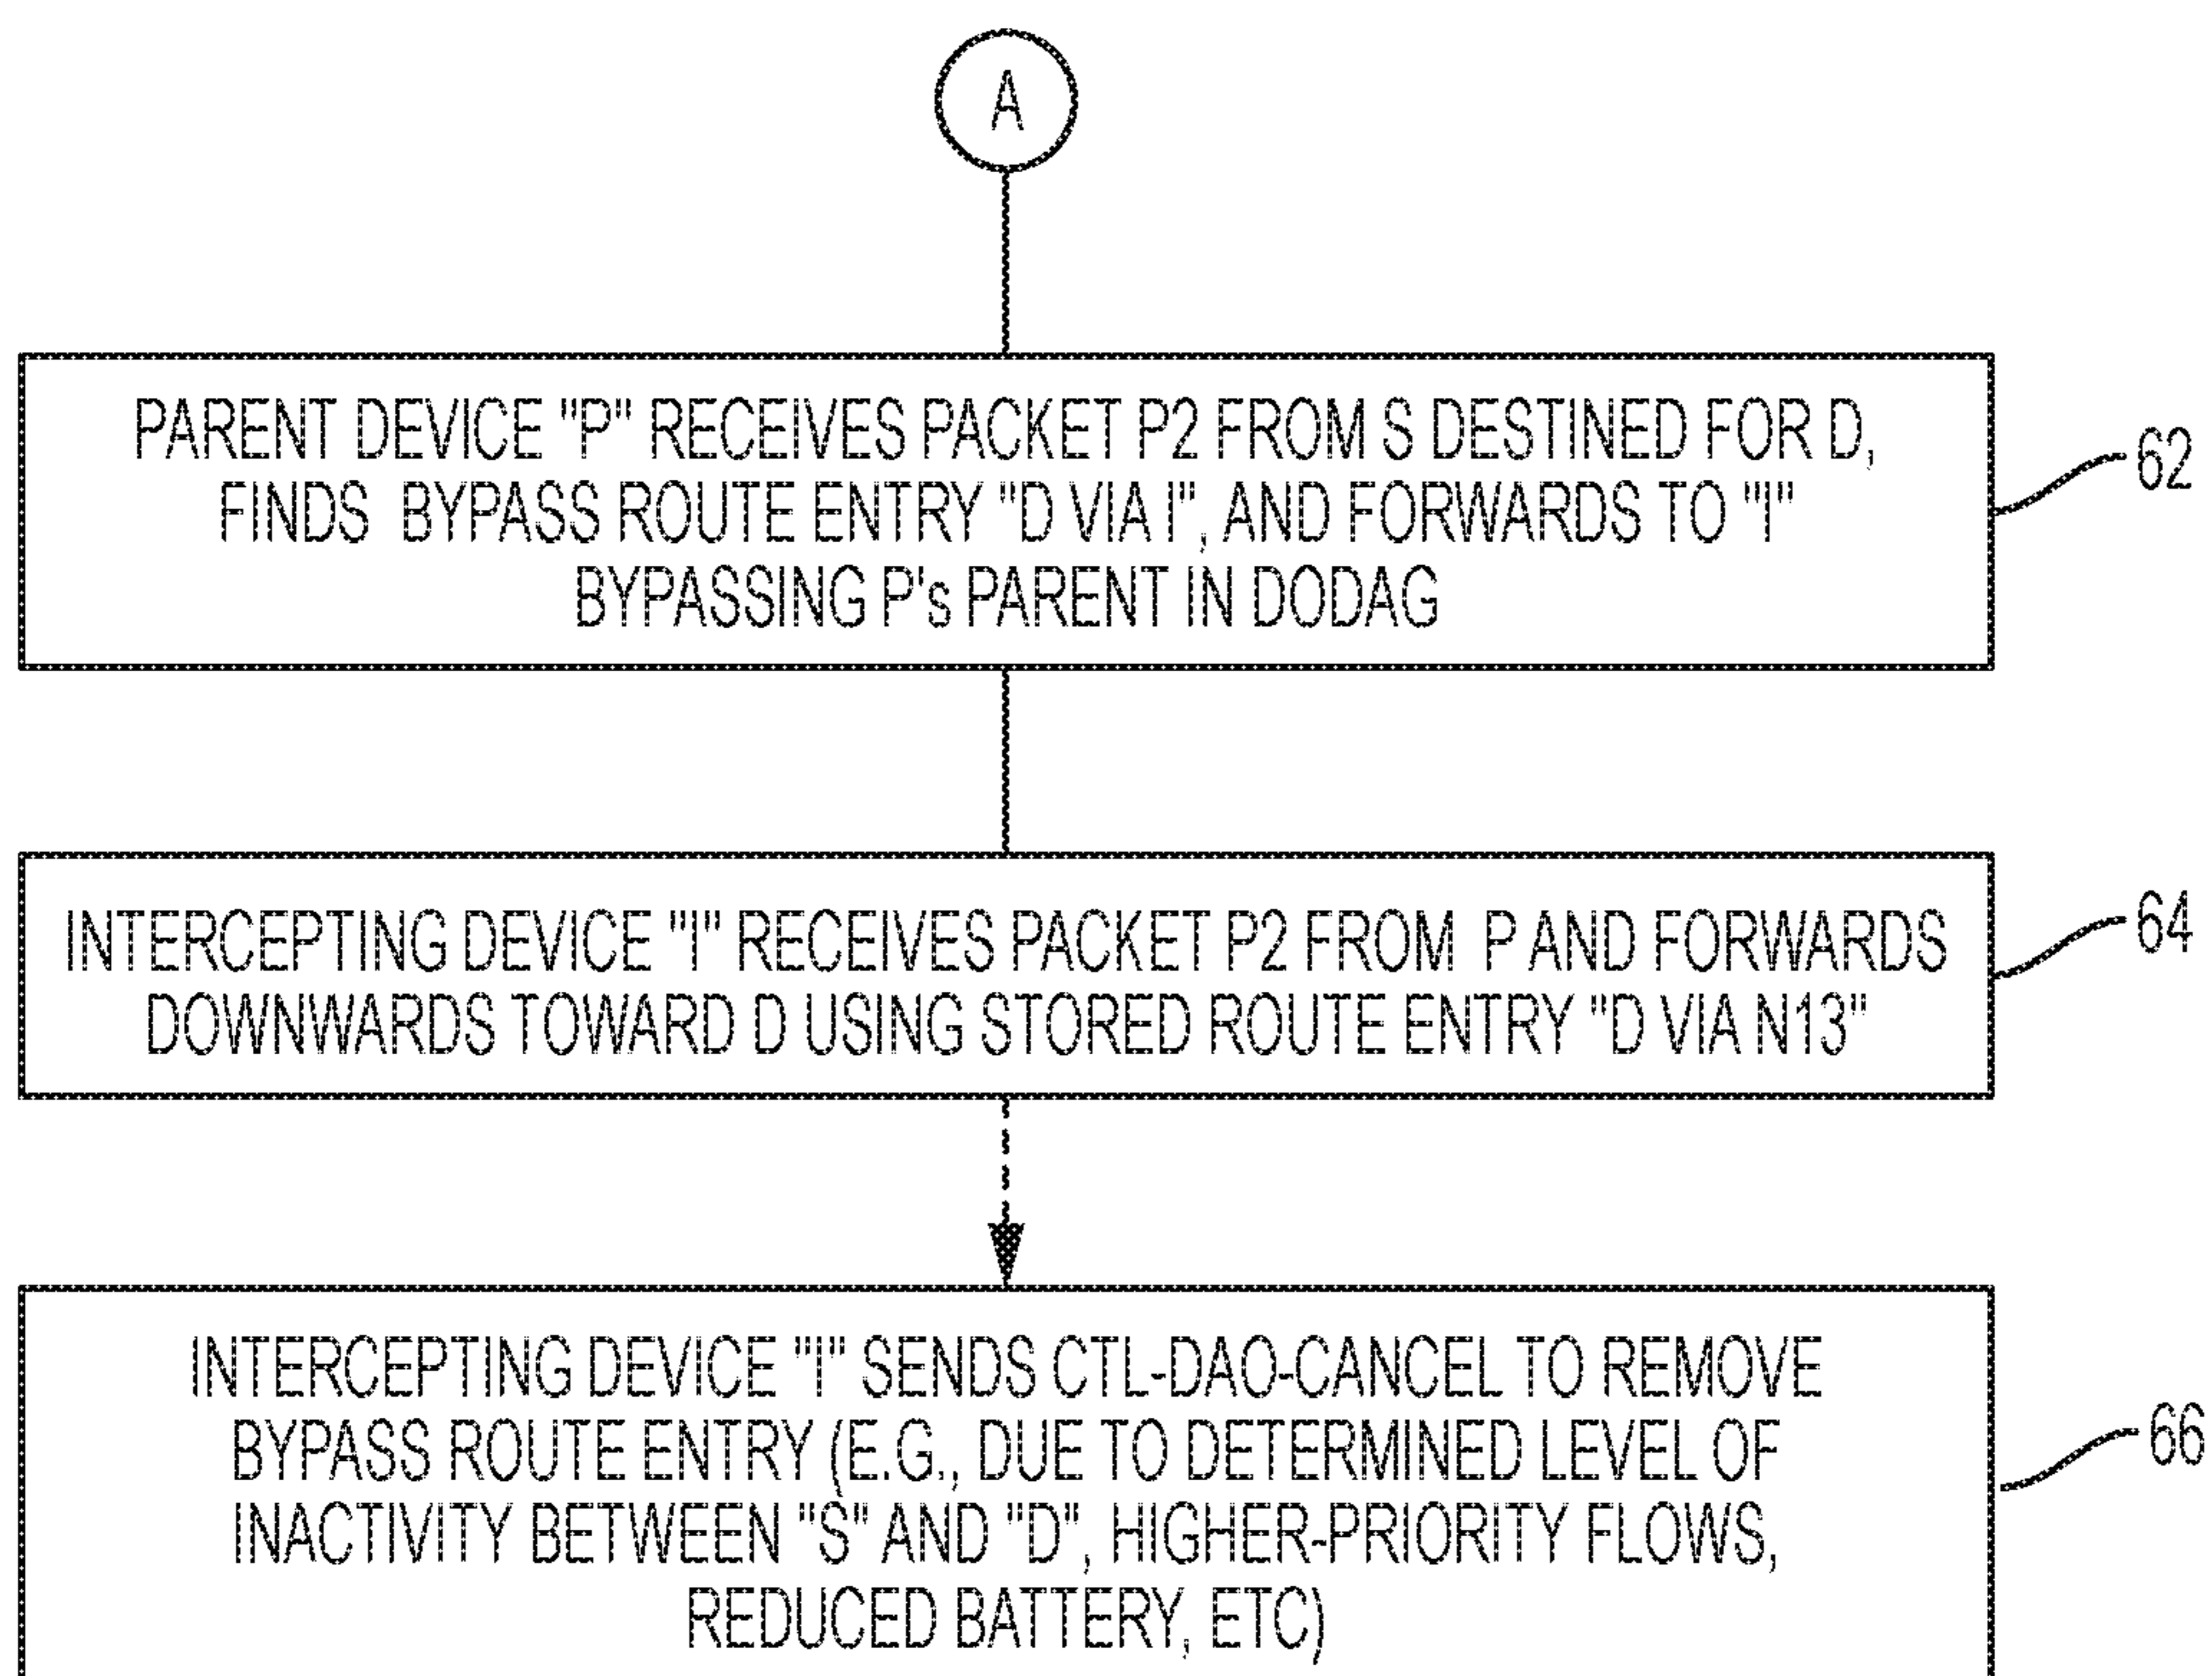 A
PARENT DEVICE "P" RECEIVES PACKET P2 FROM S DESTINED FOR D,
FINDS BYPASS ROUTE ENTRY "D VIA I", AND FORWARDS TO "I"
BYPASSING P's PARENT IN DODAG
62
INTERCEPTING DEVICE "I" RECEIVES PACKET P2 FROM P AND FORWARDS
DOWNWARDS TOWARD D USING STORED ROUTE ENTRY "D VIA N13"
64
INTERCEPTING DEVICE "I" SENDS CTL-DAO-CANCEL TO REMOVE
BYPASS ROUTE ENTRY (E.G., DUE TO DETERMINED LEVEL OF
INACTIVITY BETWEEN "S" AND "D", HIGHER-PRIORITY FLOWS,
REDUCED BATTERY, ETC)
66